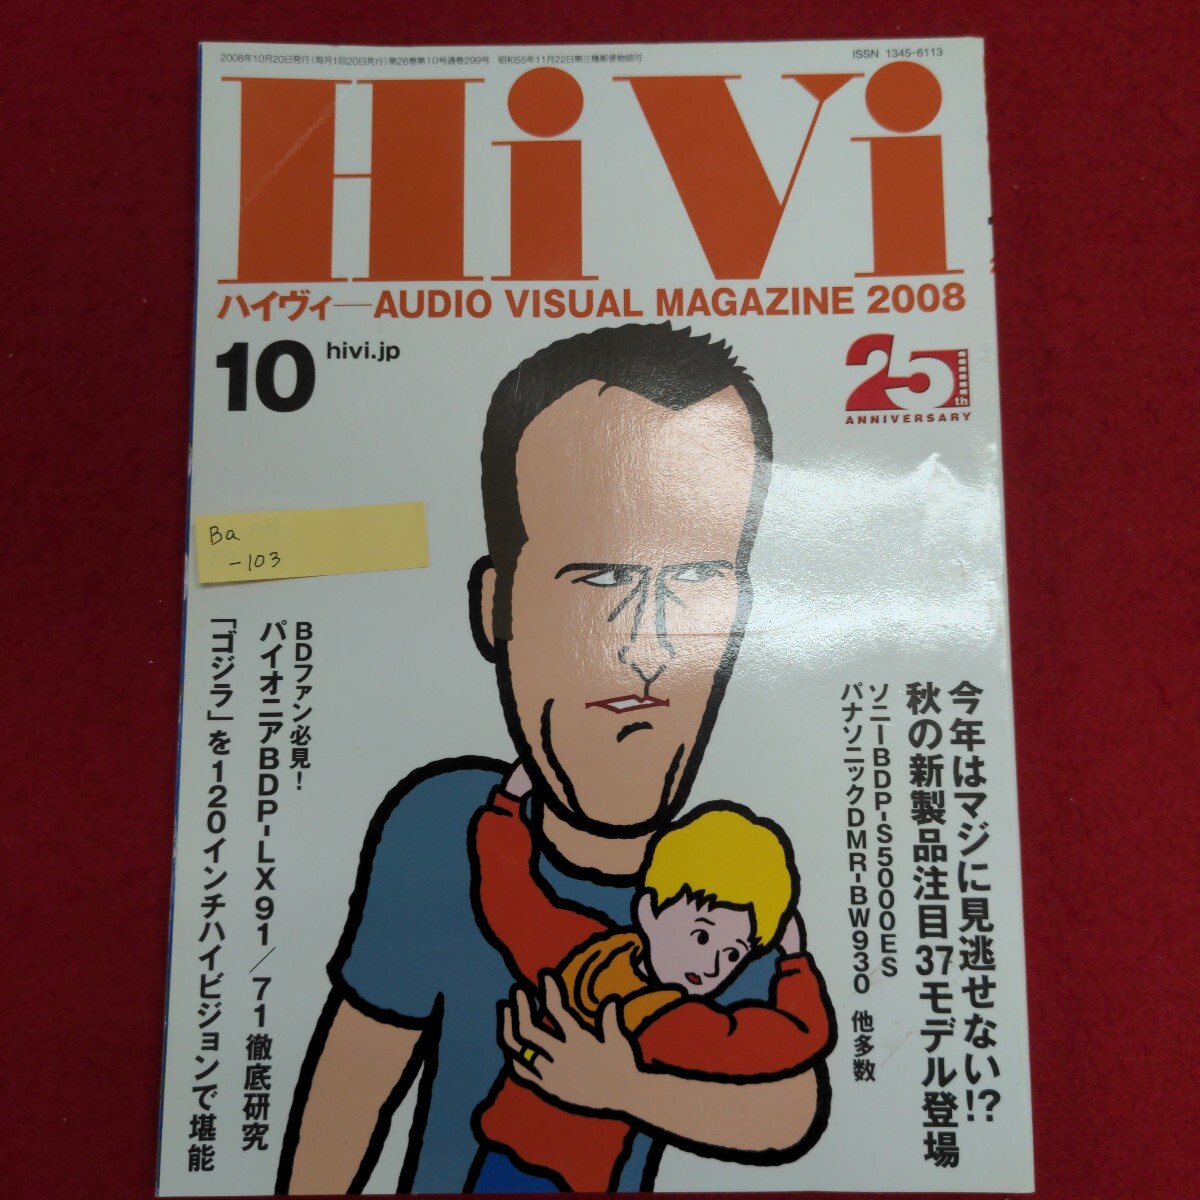 2008年10月20日発行(毎月1回20日発行)第26巻第10号通巻299号 昭和55年11月22日第三種郵便物認可
ISSN 1345-6113
HiVi
ハイヴィ—AUDIO VISUAL MAGAZINE 2008
10
hivi.jp
25th
ANNIVERSARY
Ba
-103
今年はマジに見逃せない!?
秋の新製品注目37モデル登場
ソニーBDP-S5000ES
パナソニックDMR-BW930 他多数
BDファン必見!
パイオニアBDP-LX91/71徹底研究
「ゴジラ」を120インチハイビジョンで堪能